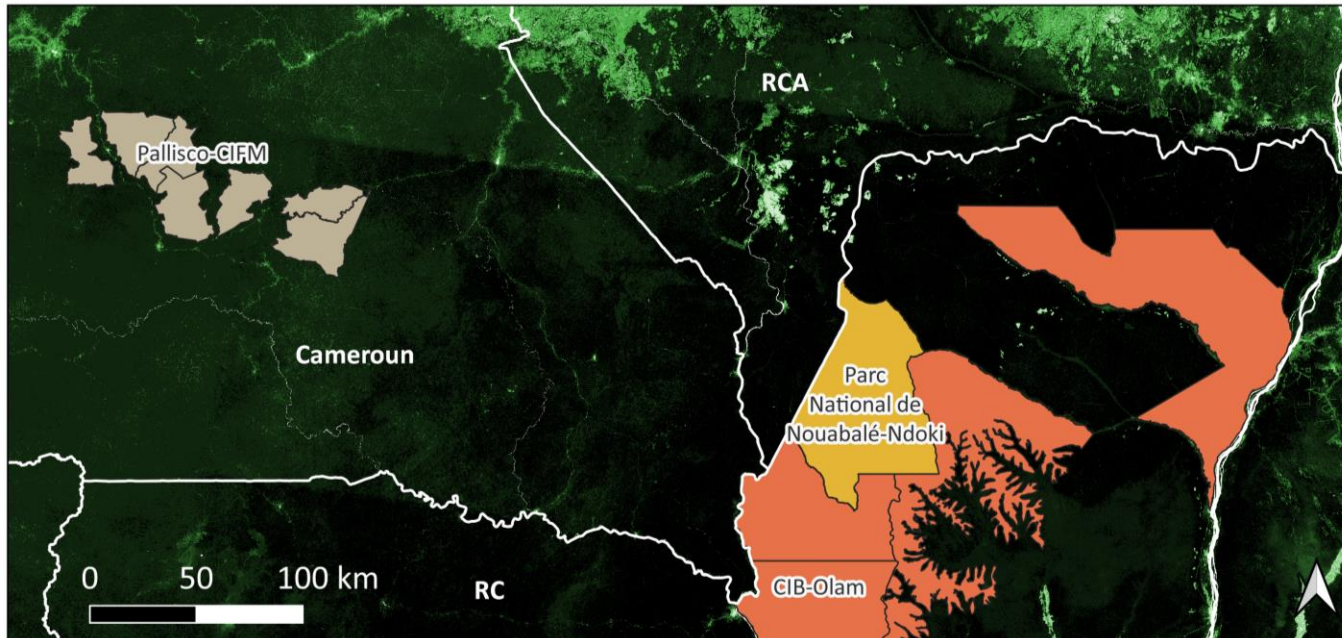 RCA
Pallisco-CIFM
Cameroun
Parc
National de
Nouabalé-Ndoki
0 50 100 km
RC
CIB-Olam